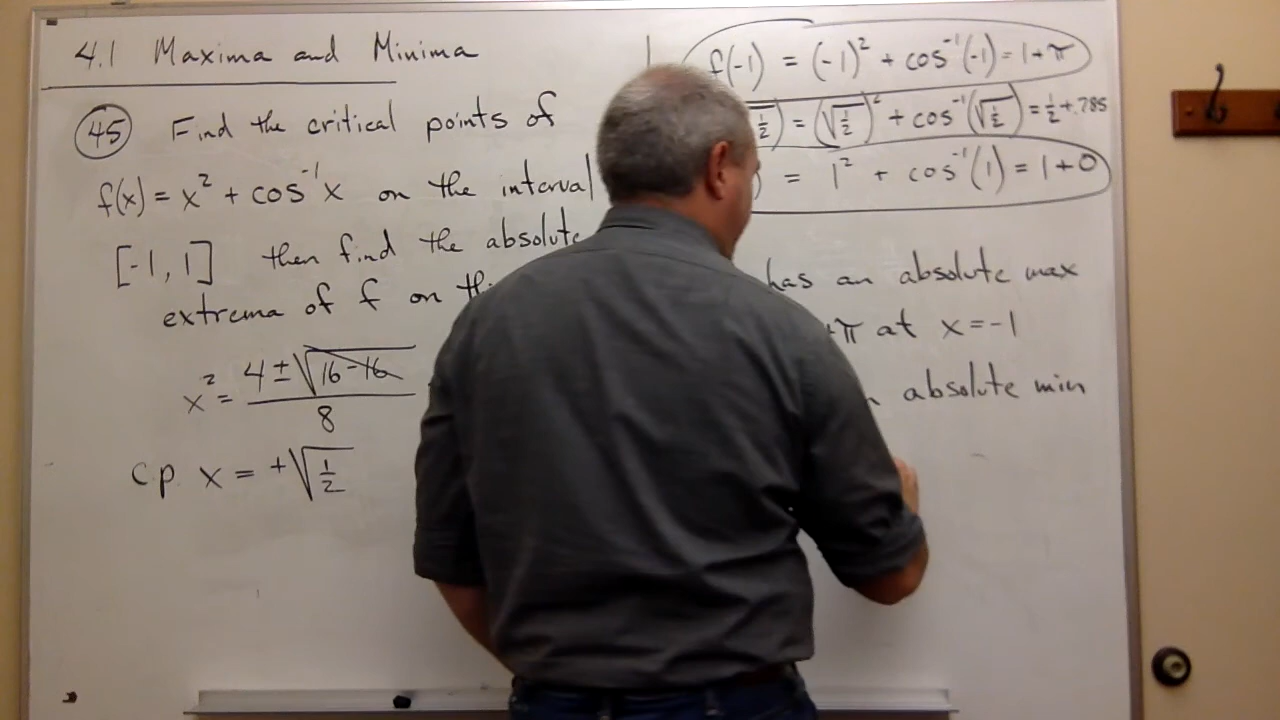 4.1 Maxima and Minima
45 Find the critical points of
f(x) = x² + cos⁻¹x on the interval
[-1, 1] then find the absolute
extrema of f on
x² = (4 ± √(16-16)) / 8
c.p. x = +√(1/2)
f(-1) = (-1)² + cos⁻¹(-1) = 1+π
) = (√(1/2))² + cos⁻¹(√(1/2)) = 1/2 + .785
) = 1² + cos⁻¹(1) = 1+0
has an absolute max
+π at x=-1
absolute min